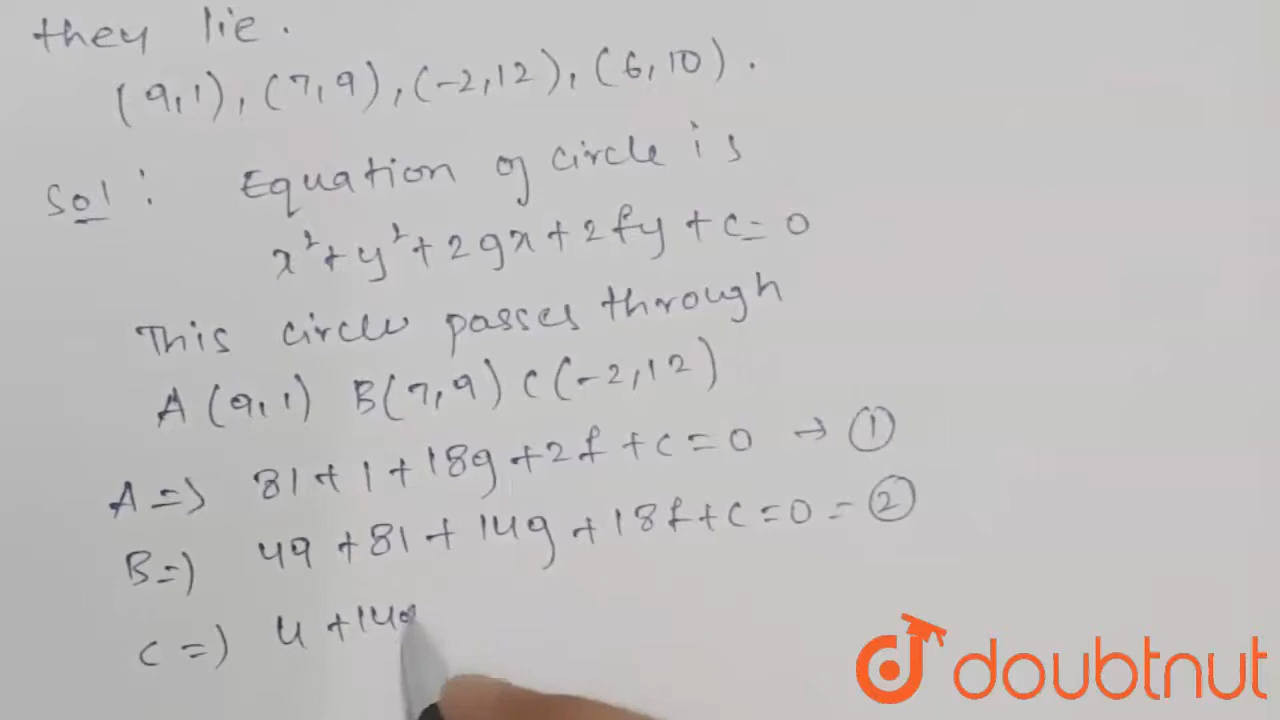 they lie.
(9,1), (7,9), (-2,12), (6,10).
Sol: Equation of circle is
x²+y²+2gx+2fy+c=0
This circle passes through
A(9,1) B(7,9) C(-2,12)
A=> 81+1+18g+2f+c=0 → ①
B=> 49+81+14g+18f+c=0 - ②
C=> 4+14
doubtnut